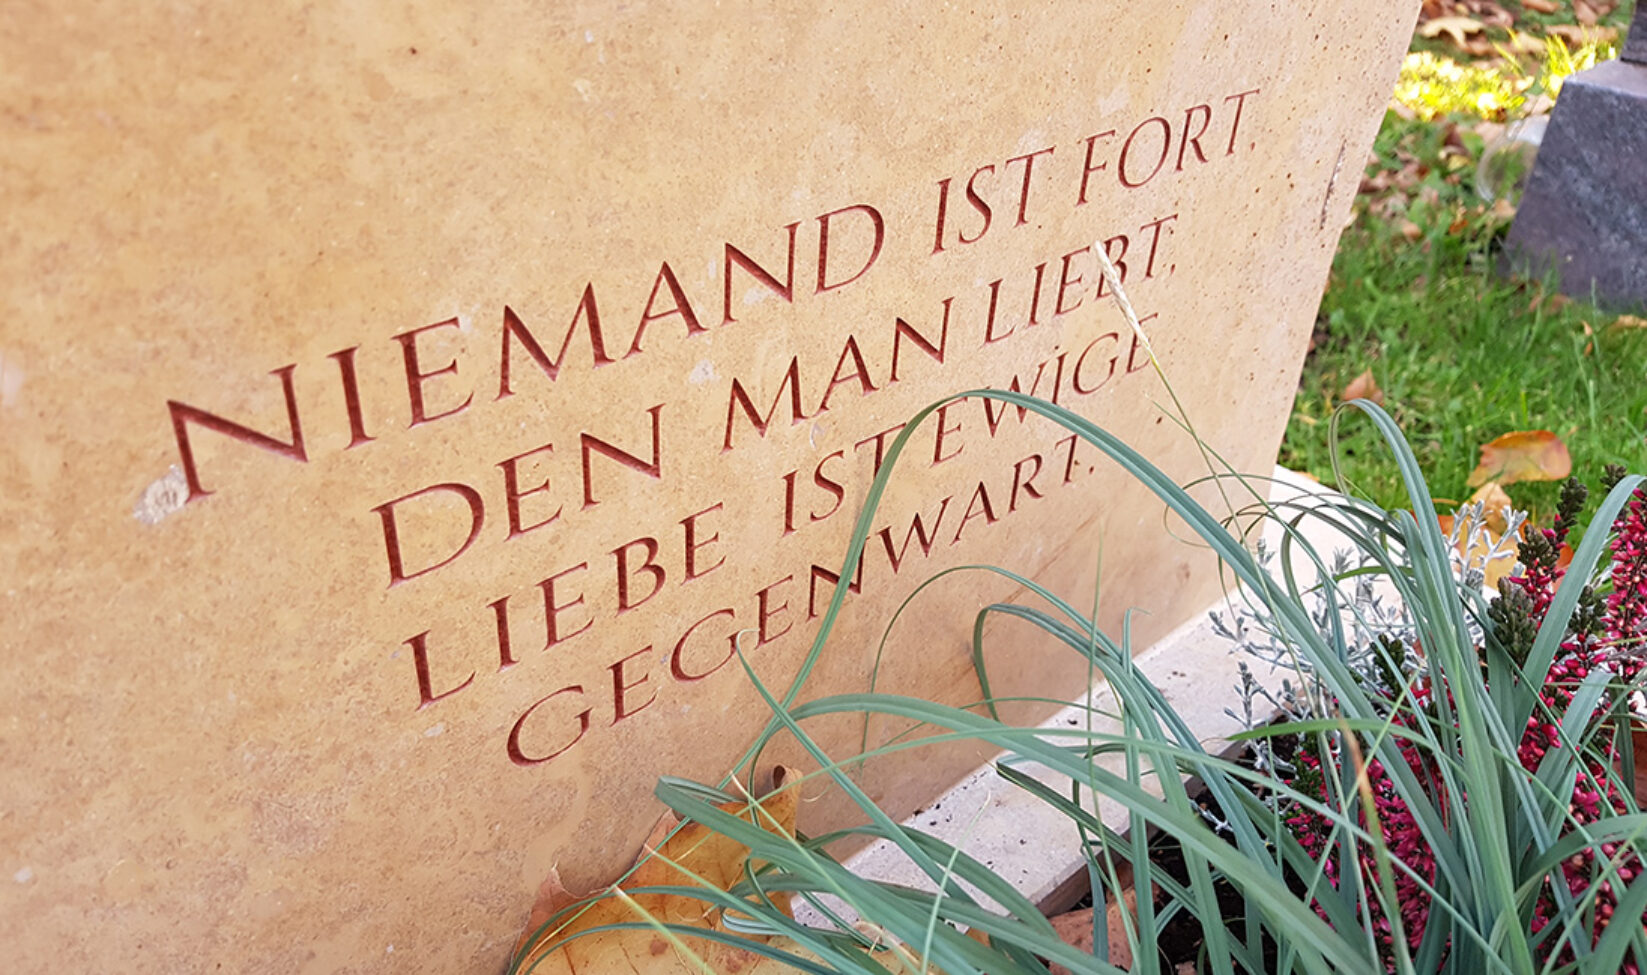 NIEMAND IST FORT,
DEN MAN LIEBT,
LIEBE IST EWIGE
GEGENWART.